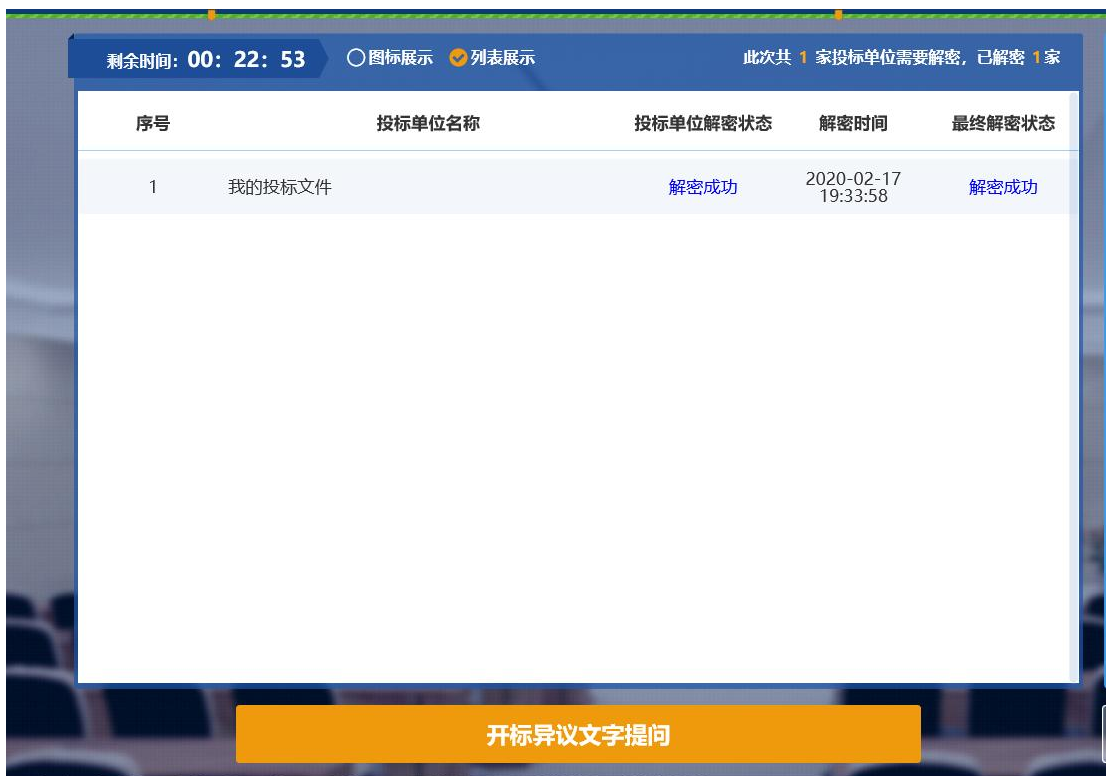 剩余时间：00：22：53 图标展示 列表展示 此次共 1 家投标单位需要解密，已解密 1家
序号 投标单位名称 投标单位解密状态 解密时间 最终解密状态
1 我的投标文件 解密成功 2020-02-17 19:33:58 解密成功
开标异议文字提问